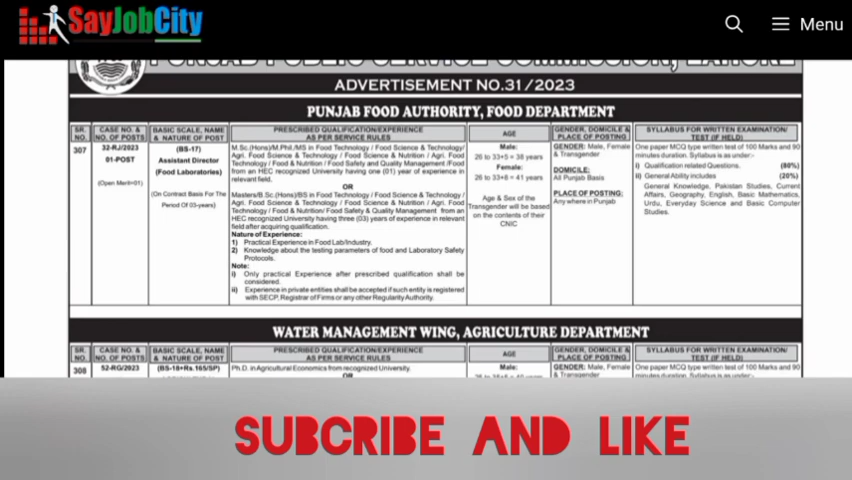 SayJobCity
Menu
PUNJAB PUBLIC SERVICE COMMISSION, LAHORE
ADVERTISEMENT NO.31/2023
PUNJAB FOOD AUTHORITY, FOOD DEPARTMENT
SR. NO. CASE NO. & NO. OF POSTS BASIC SCALE, NAME & NATURE OF POST PRESCRIBED QUALIFICATION/EXPERIENCE AS PER SERVICE RULES AGE GENDER, DOMICILE & PLACE OF POSTING SYLLABUS FOR WRITTEN EXAMINATION/ TEST (IF HELD)
307
32-RJ/2023
01-POST
(Open Merit=01)
(BS-17)
Assistant Director
(Food Laboratories)
(On Contract Basis For The
Period Of 03-years)
M.Sc.(Hons)/M.Phil./MS in Food Technology / Food Science & Technology/
Agri. Food Science & Technology / Food Science & Nutrition / Agri. Food
Technology / Food & Nutrition / Food Safety and Quality Management /Food
from an HEC recognized University having one (01) year of experience in
relevant field.
OR
Masters/B.Sc.(Hons)/BS in Food Technology / Food Science & Technology /
Agri. Food Science & Technology / Food Science & Nutrition / Agri. Food
Technology / Food & Nutrition/ Food Safety & Quality Management from an
HEC recognized University having three (03) years of experience in relevant
field after acquiring qualification.
Nature of Experience:
1) Practical Experience in Food Lab/Industry.
2) Knowledge about the testing parameters of food and Laboratory Safety
Protocols.
Note:
i) Only practical Experience after prescribed qualification shall be
considered.
ii) Experience in private entities shall be accepted if such entity is registered
with SECP, Registrar of Firms or any other Regularity Authority.
Male:
26 to 33+5= 38 years
Female:
26 to 33+8 = 41 years
Age & Sex of the
Transgender will be based
on the contents of their
CNIC
GENDER: Male, Female
& Transgender
DOMICILE:
All Punjab Basis
PLACE OF POSTING:
Any where in Punjab
One paper MCQ type written test of 100 Marks and 90
minutes duration. Syllabus is as under:-
i) Qualification related Questions. (80%)
ii) General Ability includes (20%)
General Knowledge, Pakistan Studies, Current
Affairs, Geography, English, Basic Mathematics,
Urdu, Everyday Science and Basic Computer
Studies.
WATER MANAGEMENT WING, AGRICULTURE DEPARTMENT
SR. NO. CASE NO. & NO. OF POSTS BASIC SCALE, NAME & NATURE OF POST PRESCRIBED QUALIFICATION/EXPERIENCE AS PER SERVICE RULES AGE GENDER, DOMICILE & PLACE OF POSTING SYLLABUS FOR WRITTEN EXAMINATION/ TEST (IF HELD)
308 52-RG/2023 (BS-18+Rs.165/SP) Ph.D. in Agricultural Economics from recognized University. Male: GENDER: Male, Female One paper MCQ type written test of 100 Marks and 90
OR
SUBCRIBE AND LIKE